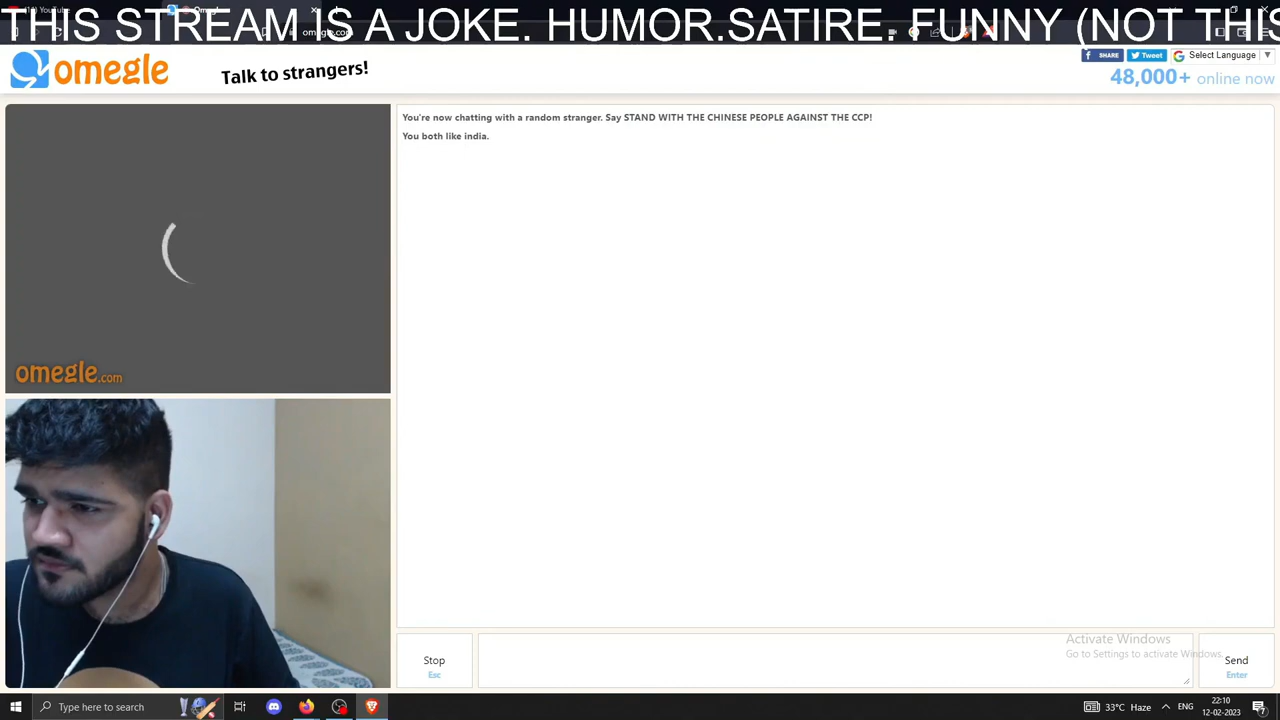 THIS STREAM IS A JOKE. HUMOR.SATIRE. FUNNY (NOT THIS
YouTube
omegle.com
omegle
Talk to strangers!
SHARE
Tweet
Select Language
48,000+ online now
You're now chatting with a random stranger. Say STAND WITH THE CHINESE PEOPLE AGAINST THE CCP!
You both like india.
omegle.com
Activate Windows
Go to Settings to activate Windows.
Stop
Esc
Send
Enter
Type here to search
33°C Haze
ENG
22:10
12-02-2023